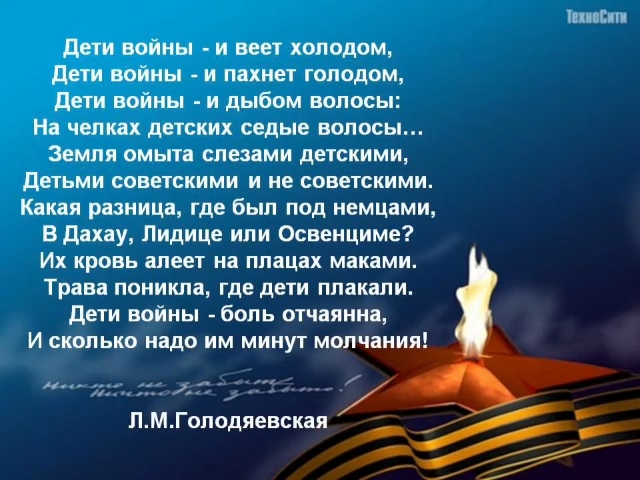 ТехноСити
Дети войны - и веет холодом,
Дети войны - и пахнет голодом,
Дети войны - и дыбом волосы:
На челках детских седые волосы…
Земля омыта слезами детскими,
Детьми советскими и не советскими.
Какая разница, где был под немцами,
В Дахау, Лидице или Освенциме?
Их кровь алеет на плацах маками.
Трава поникла, где дети плакали.
Дети войны - боль отчаянна,
И сколько надо им минут молчания!
никто не забыт
ничто не забыто!
Л.М.Голодяевская